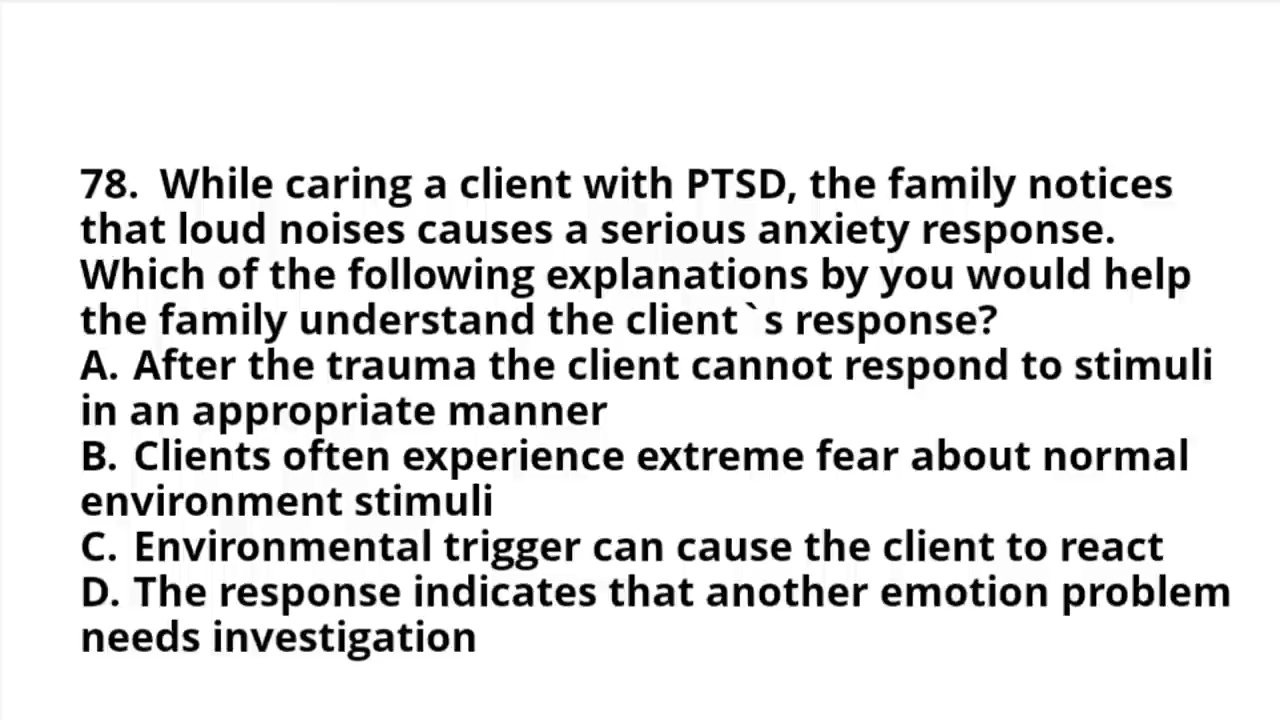 78. While caring a client with PTSD, the family notices
that loud noises causes a serious anxiety response.
Which of the following explanations by you would help
the family understand the client`s response?
A. After the trauma the client cannot respond to stimuli
in an appropriate manner
B. Clients often experience extreme fear about normal
environment stimuli
C. Environmental trigger can cause the client to react
D. The response indicates that another emotion problem
needs investigation